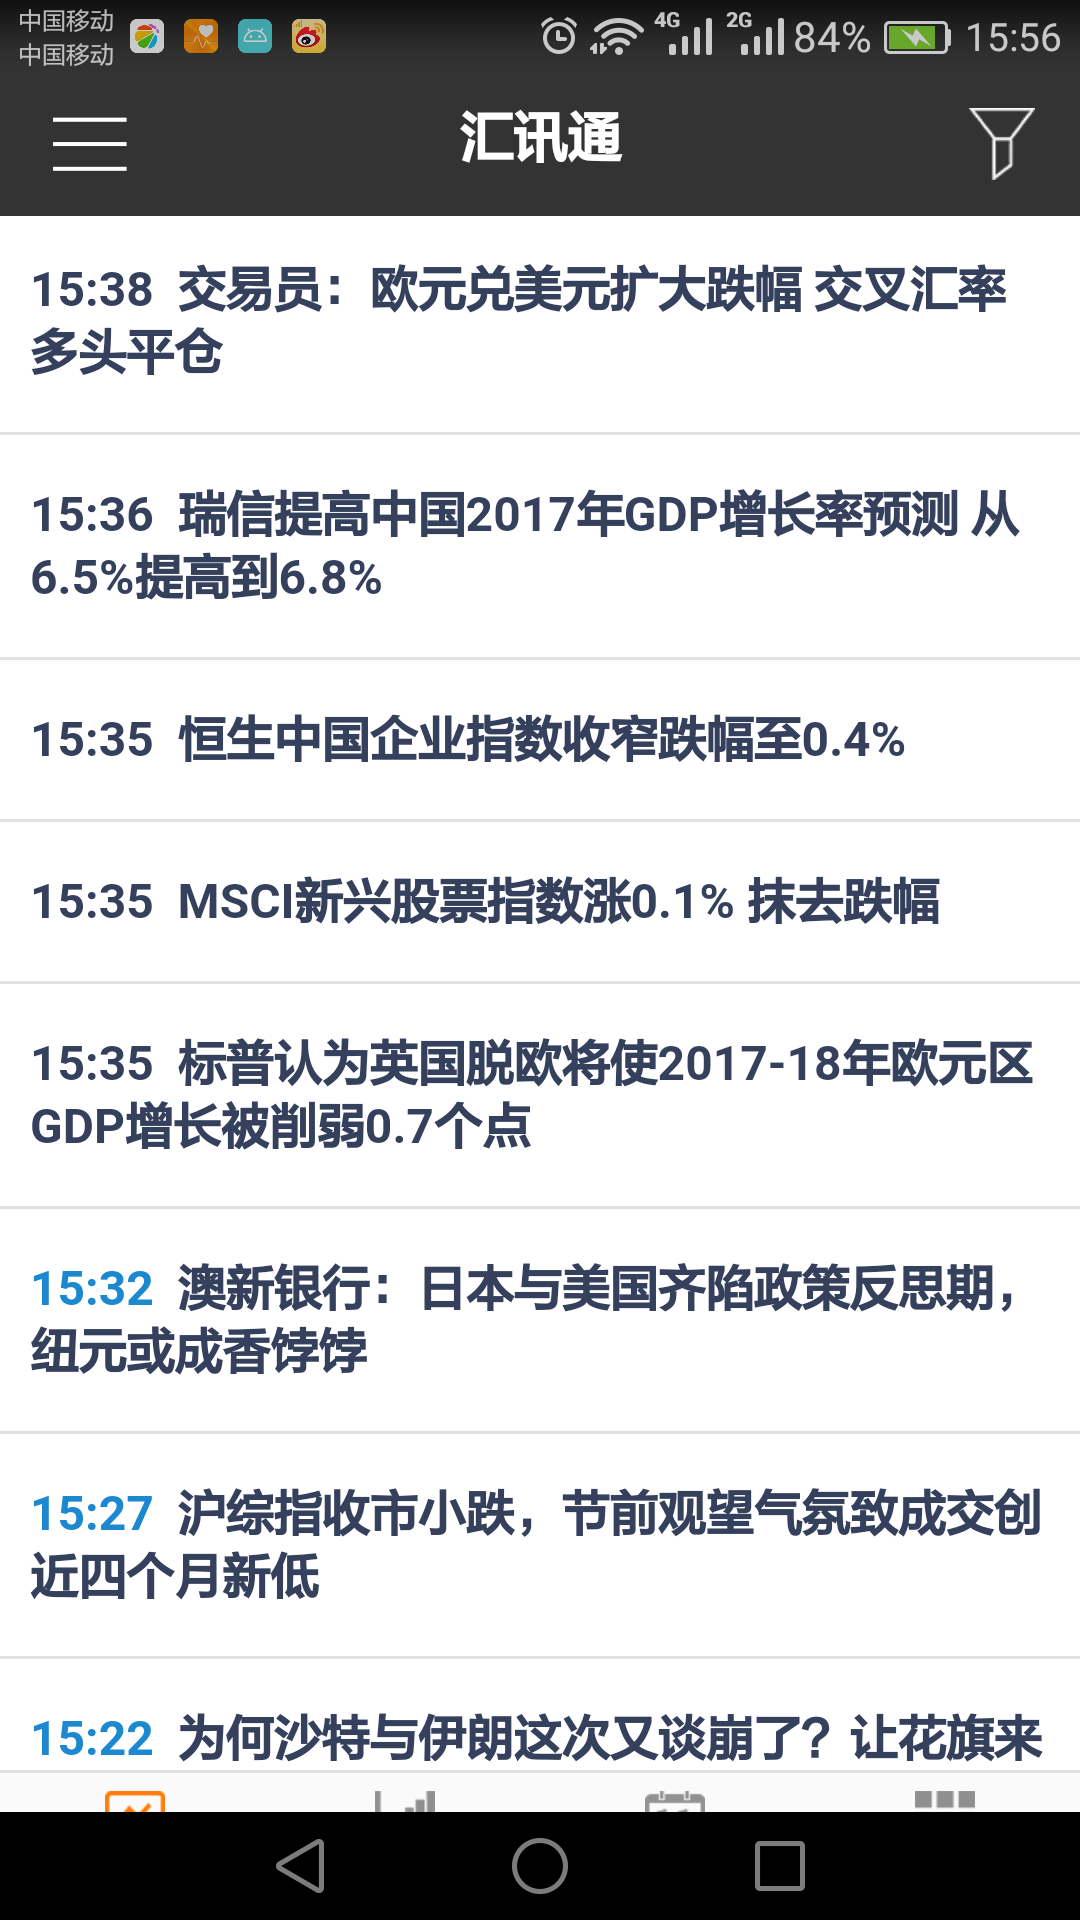 中国移动
中国移动
4G 2G 84% 15:56
汇讯通
15:38 交易员：欧元兑美元扩大跌幅 交叉汇率
多头平仓
15:36 瑞信提高中国2017年GDP增长率预测 从
6.5%提高到6.8%
15:35 恒生中国企业指数收窄跌幅至0.4%
15:35 MSCI新兴股票指数涨0.1% 抹去跌幅
15:35 标普认为英国脱欧将使2017-18年欧元区
GDP增长被削弱0.7个点
15:32 澳新银行：日本与美国齐陷政策反思期，
纽元或成香饽饽
15:27 沪综指收市小跌，节前观望气氛致成交创
近四个月新低
15:22 为何沙特与伊朗这次又谈崩了？让花旗来